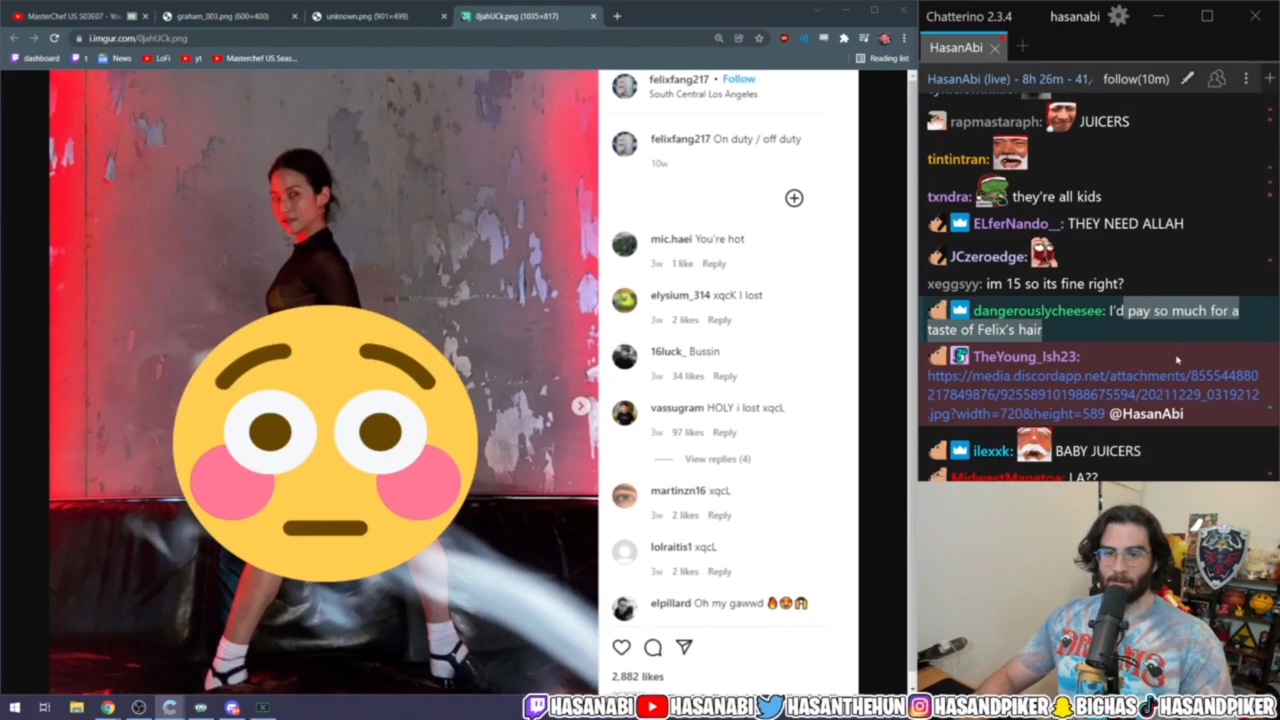 MasterChef US S03E07 - You
graham_003.png (600×400)
unknown.png (901×499)
0jahUCk.png (1035×817)
i.imgur.com/0jahUCk.png
dashboard
t
News
LoFi
yt
Masterchef US Seas...
Reading list
felixfang217 • Follow
South Central Los Angeles
felixfang217 On duty / off duty
10w
mic.haei You're hot
3w 1 like Reply
elysium_314 xqcK I lost
3w 2 likes Reply
16luck_ Bussin
3w 34 likes Reply
vassugram HOLY i lost xqcL
3w 97 likes Reply
View replies (4)
martinzn16 xqcL
3w 2 likes Reply
lolraitis1 xqcL
3w 2 likes Reply
elpillard Oh my gawwd 🔥🥵😱
2,882 likes
Chatterino 2.3.4
hasanabi
HasanAbi
HasanAbi (live) - 8h 26m - 41,
follow(10m)
rapmastaraph: JUICERS
tintintran:
txndra: they're all kids
ELferNando__: THEY NEED ALLAH
JCzeroedge:
xeggsyy: im 15 so its fine right?
dangerouslycheesee: I'd pay so much for a
taste of Felix's hair
TheYoung_Ish23:
https://media.discordapp.net/attachments/855544880
217849876/925589101988675594/20211229_0319212
.jpg?width=720&height=589 @HasanAbi
ilexxk: BABY JUICERS
MidwestManetoa: LA??
HASANABI
HASANABI
HASANTHEHUN
HASANDPIKER
BIGHAS
HASANDPIKER